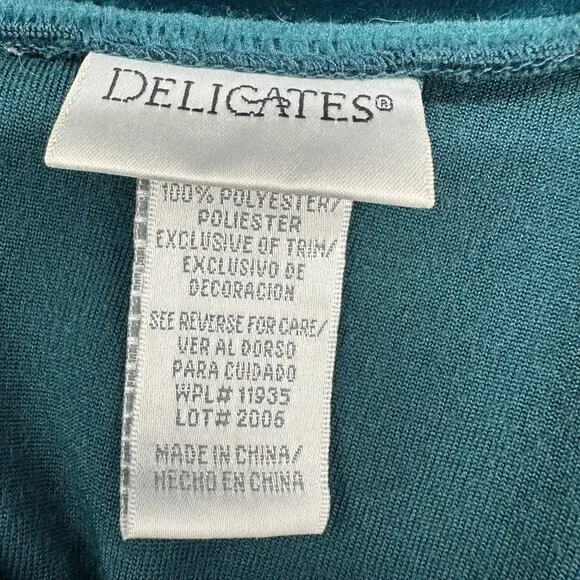 DELICATES®
100% POLYESTER/
POLIESTER
EXCLUSIVE OF TRIM/
EXCLUSIVO DE
DECORACION
SEE REVERSE FOR CARE/
VER AL DORSO
PARA CUIDADO
WPL# 11935
LOT# 2006
MADE IN CHINA/
HECHO EN CHINA